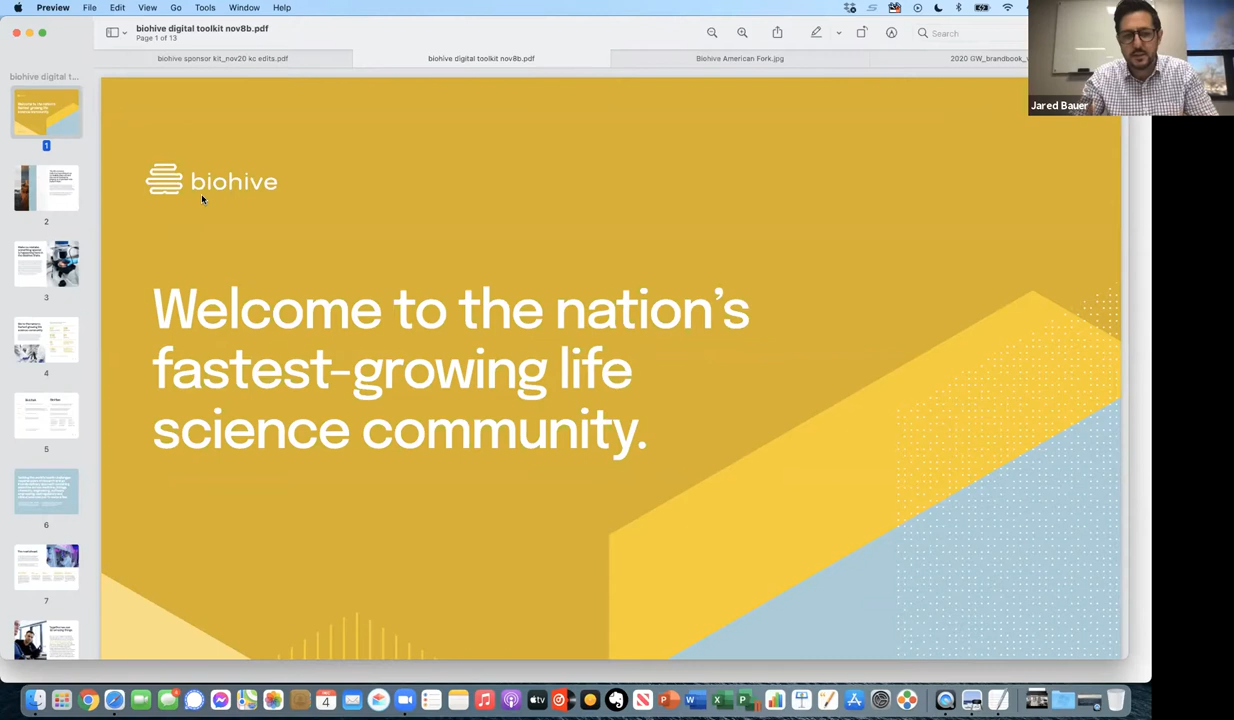 Preview File Edit View Go Tools Window Help
biohive digital toolkit nov8b.pdf
Page 1 of 13
Search
biohive sponsor kit_nov20 kc edits.pdf
biohive digital toolkit nov8b.pdf
Biohive American Fork.jpg
2020 GW_brandbook_
Jared Bauer
biohive digital t...
1
2
3
4
5
6
7
biohive
Welcome to the nation's
fastest-growing life
science community.
DEC
4